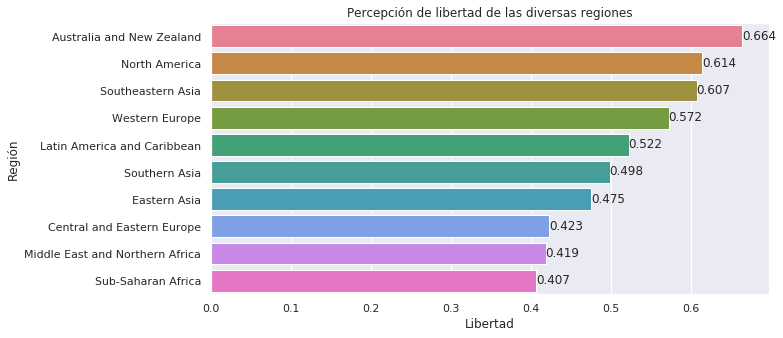 Percepción de libertad de las diversas regiones
Región
Australia and New Zealand 0.664
North America 0.614
Southeastern Asia 0.607
Western Europe 0.572
Latin America and Caribbean 0.522
Southern Asia 0.498
Eastern Asia 0.475
Central and Eastern Europe 0.423
Middle East and Northern Africa 0.419
Sub-Saharan Africa 0.407
0.0 0.1 0.2 0.3 0.4 0.5 0.6
Libertad